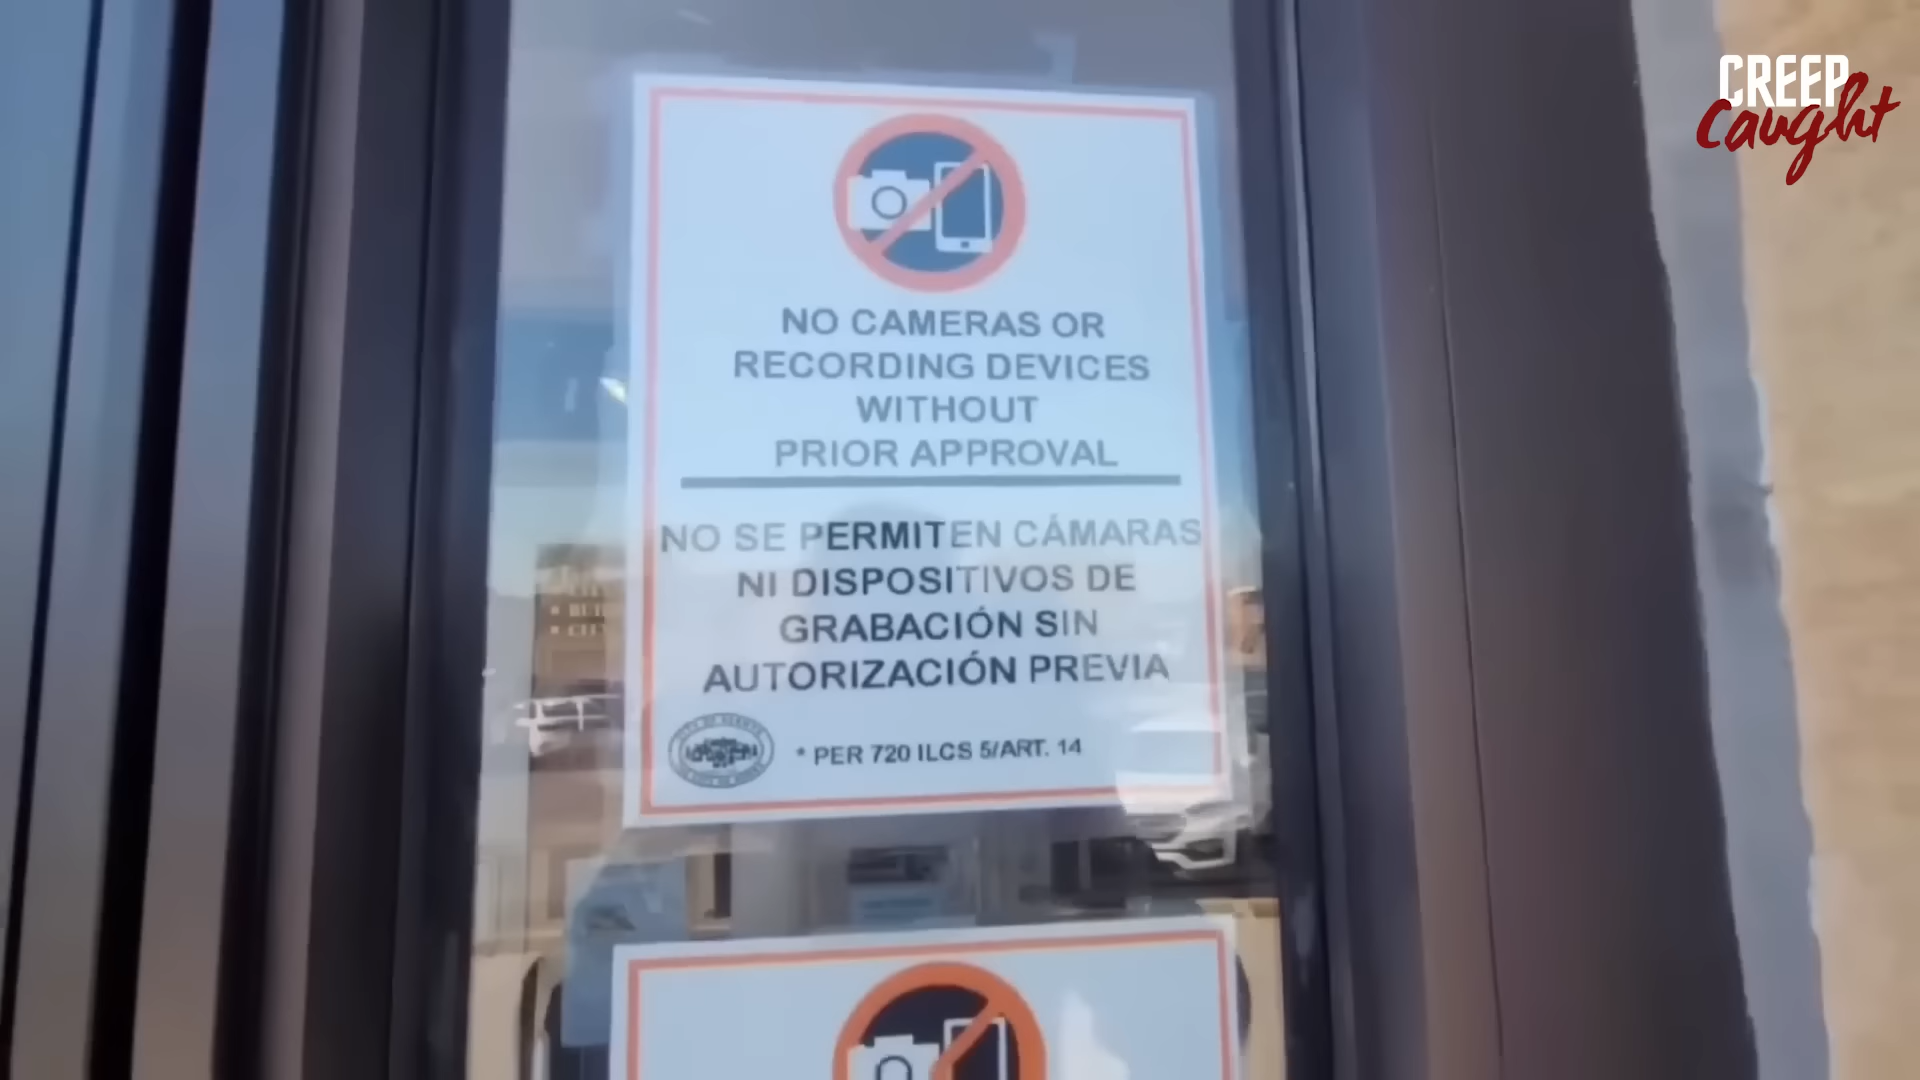 CREEP
Caught
NO CAMERAS OR
RECORDING DEVICES
WITHOUT
PRIOR APPROVAL
NO SE PERMITEN CÁMARAS
NI DISPOSITIVOS DE
GRABACIÓN SIN
AUTORIZACIÓN PREVIA
* PER 720 ILCS 5/ART. 14